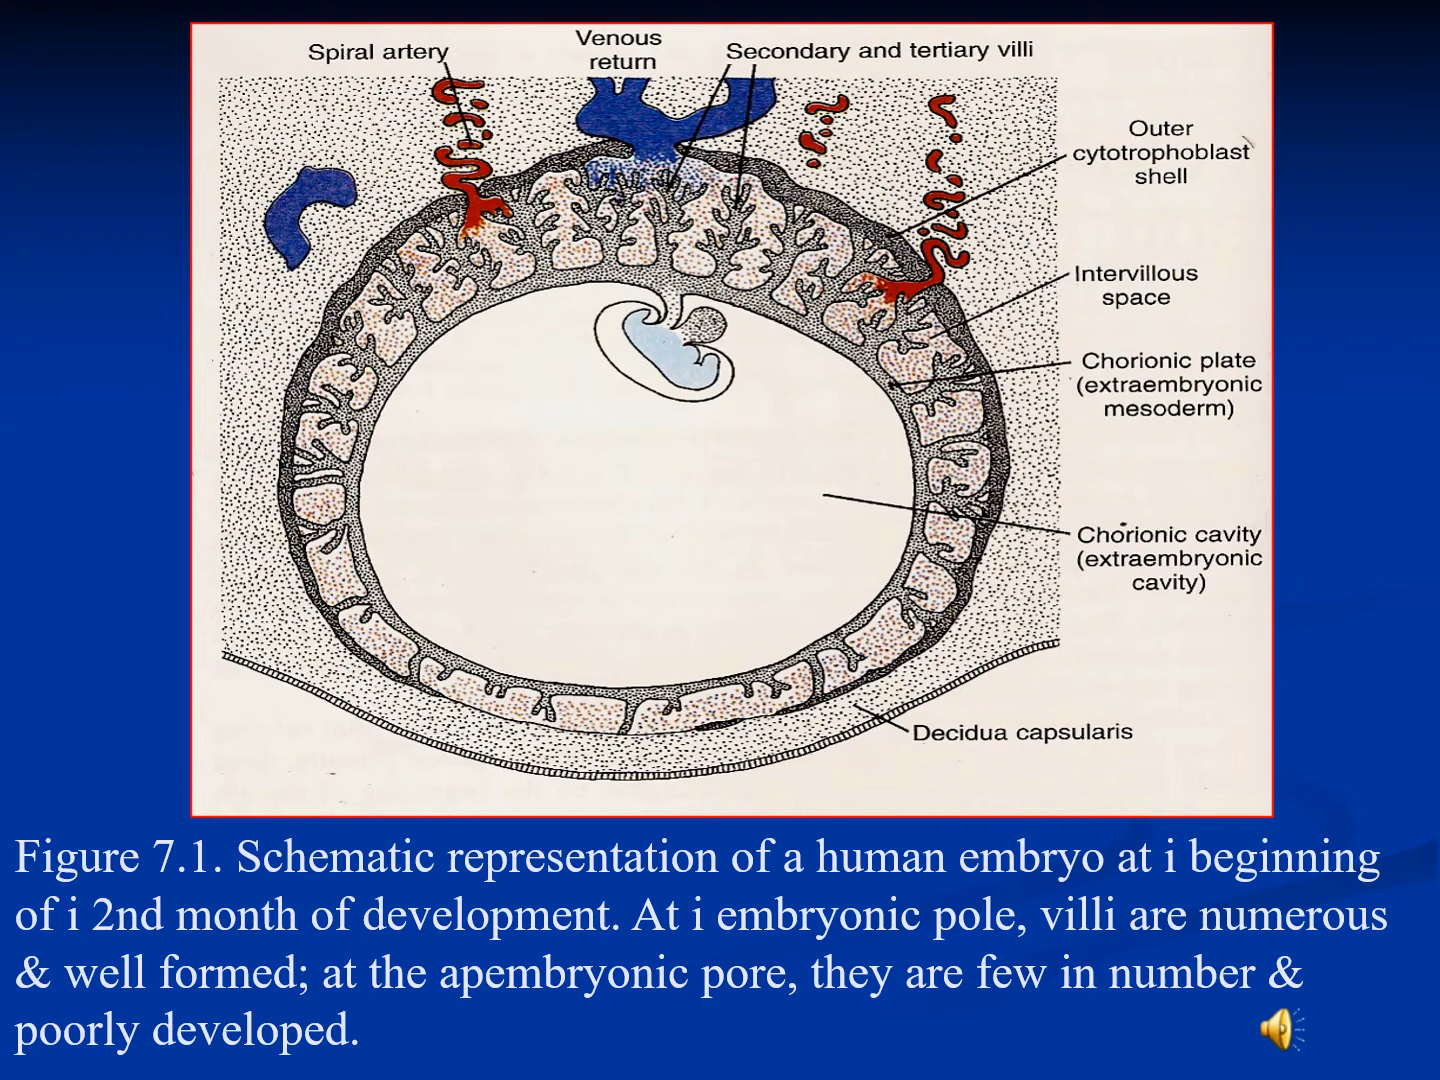 Spiral artery
Venous
return
Secondary and tertiary villi
Outer
cytotrophoblast
shell
Intervillous
space
Chorionic plate
(extraembryonic
mesoderm)
Chorionic cavity
(extraembryonic
cavity)
Decidua capsularis
Figure 7.1. Schematic representation of a human embryo at i beginning
of i 2nd month of development. At i embryonic pole, villi are numerous
& well formed; at the apembryonic pore, they are few in number &
poorly developed.